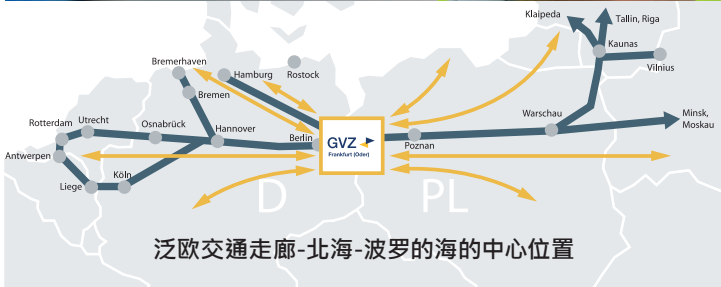 Klaipeda
Tallin, Riga
Kaunas
Vilnius
Bremerhaven
Hamburg
Rostock
Bremen
Minsk,
Moskau
Warschau
Rotterdam
Utrecht
Osnabrück
Hannover
Berlin
GVZ
Frankfurt (Oder)
Poznan
Antwerpen
Liege
Köln
D
PL
泛欧交通走廊-北海-波罗的海的中心位置